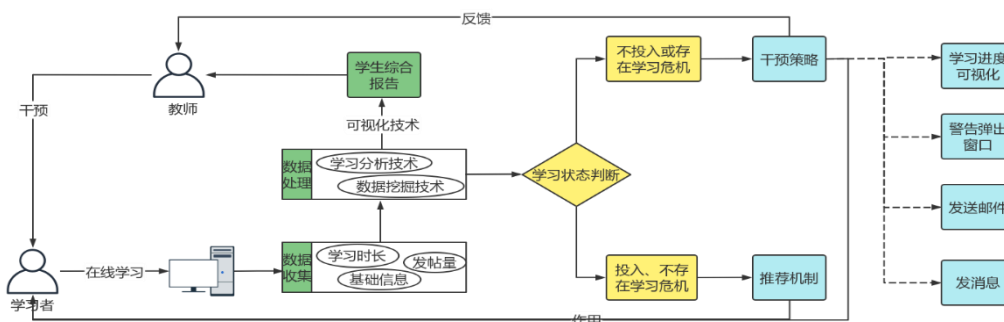 反馈
不投入或存
在学习危机
干预策略
学习进度
可视化
学生综合
报告
教师
干预
可视化技术
警告弹出
窗口
数据
处理
学习分析技术
数据挖掘技术
学习状态判断
发送邮件
在线学习
数据
收集
学习时长
发帖量
基础信息
投入、不存
在学习危机
推荐机制
发消息
学习者
作用